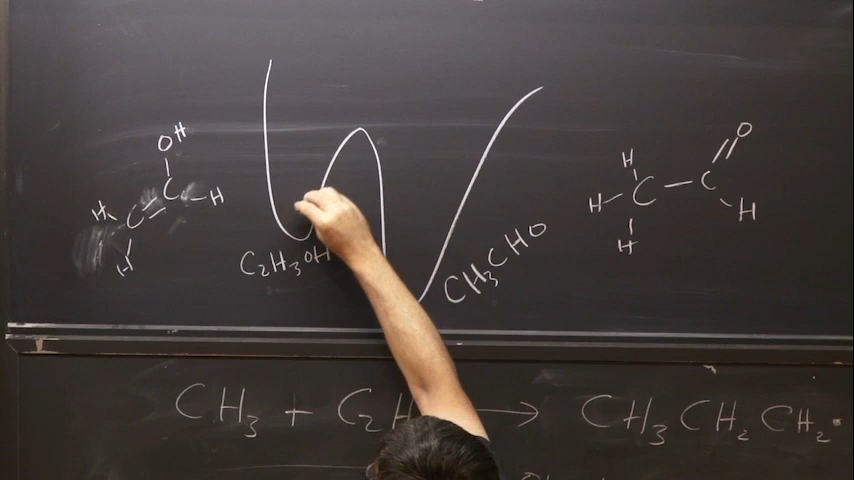 OH
H C = C - H
H
C₂H₃OH
CH₃CHO
O
H
H - C - C
H H
CH₃ + C₂H → CH₃CH₂CH₂·